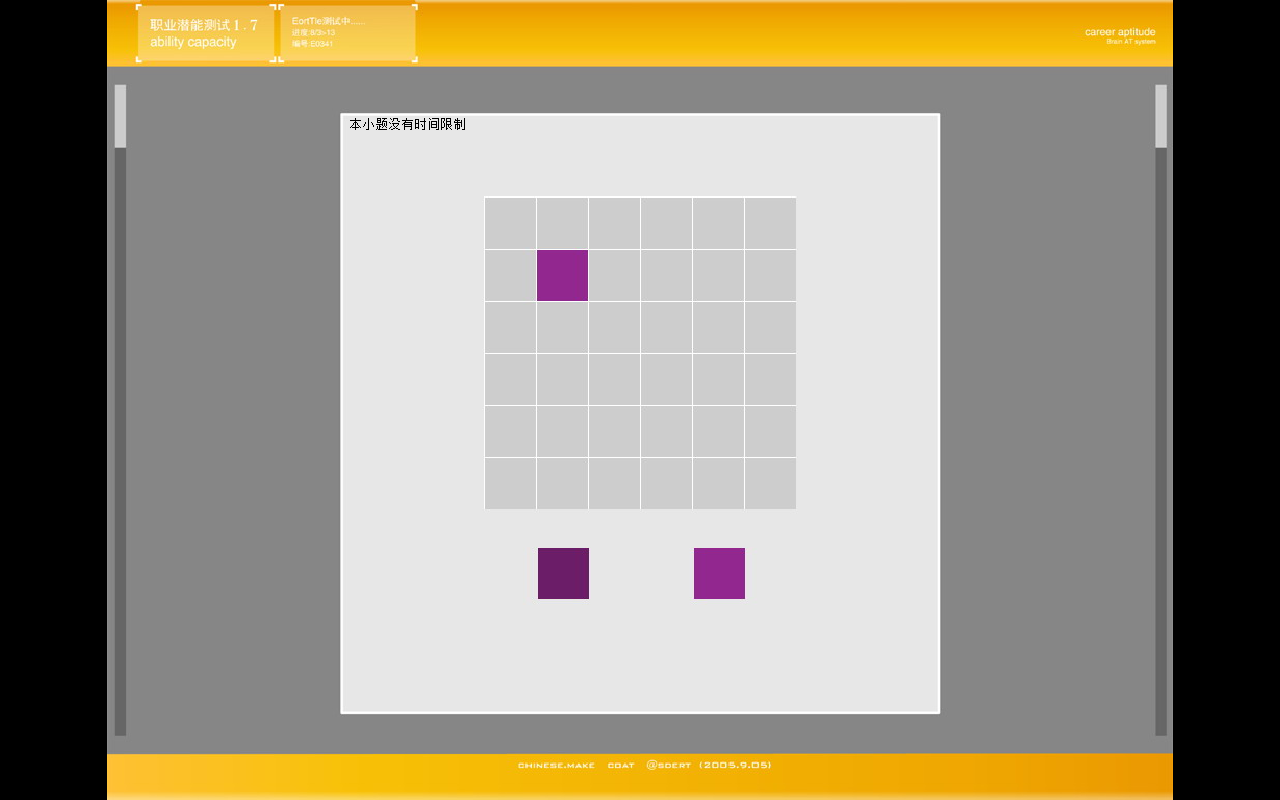 职业潜能测试1.7
ability capacity
EortTle:测试中......
进度:8/3>13
编号:S0341
career aptitude
Brain AT system
本小题没有时间限制
CHINESE.MAKE COAT @SDERT (2005.9.05)